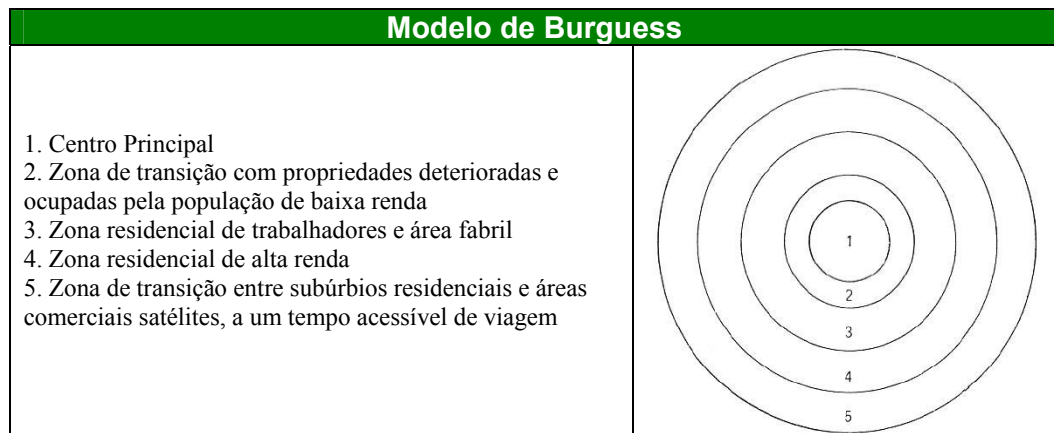 Modelo de Burguess
1. Centro Principal
2. Zona de transição com propriedades deterioradas e
ocupadas pela população de baixa renda
3. Zona residencial de trabalhadores e área fabril
4. Zona residencial de alta renda
5. Zona de transição entre subúrbios residenciais e áreas
comerciais satélites, a um tempo acessível de viagem
1
2
3
4
5